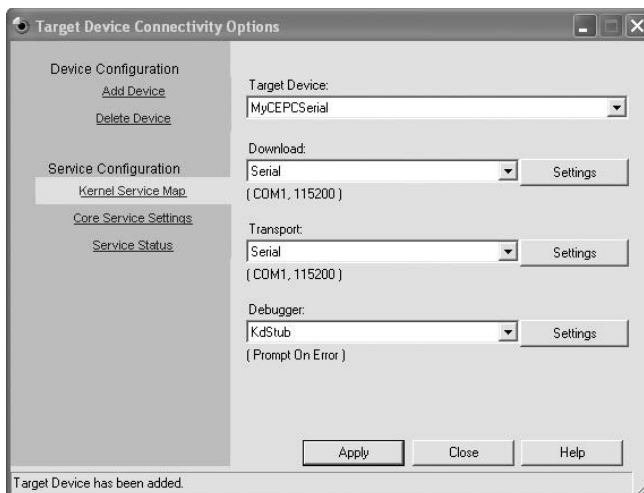 Target Device Connectivity Options
Device Configuration
Add Device
Delete Device
Service Configuration
Kernel Service Map
Core Service Settings
Service Status
Target Device:
MyCEPCSerial
Download:
Serial
Settings
( COM1, 115200 )
Transport:
Serial
Settings
( COM1, 115200 )
Debugger:
KdStub
Settings
( Prompt On Error )
Apply
Close
Help
Target Device has been added.